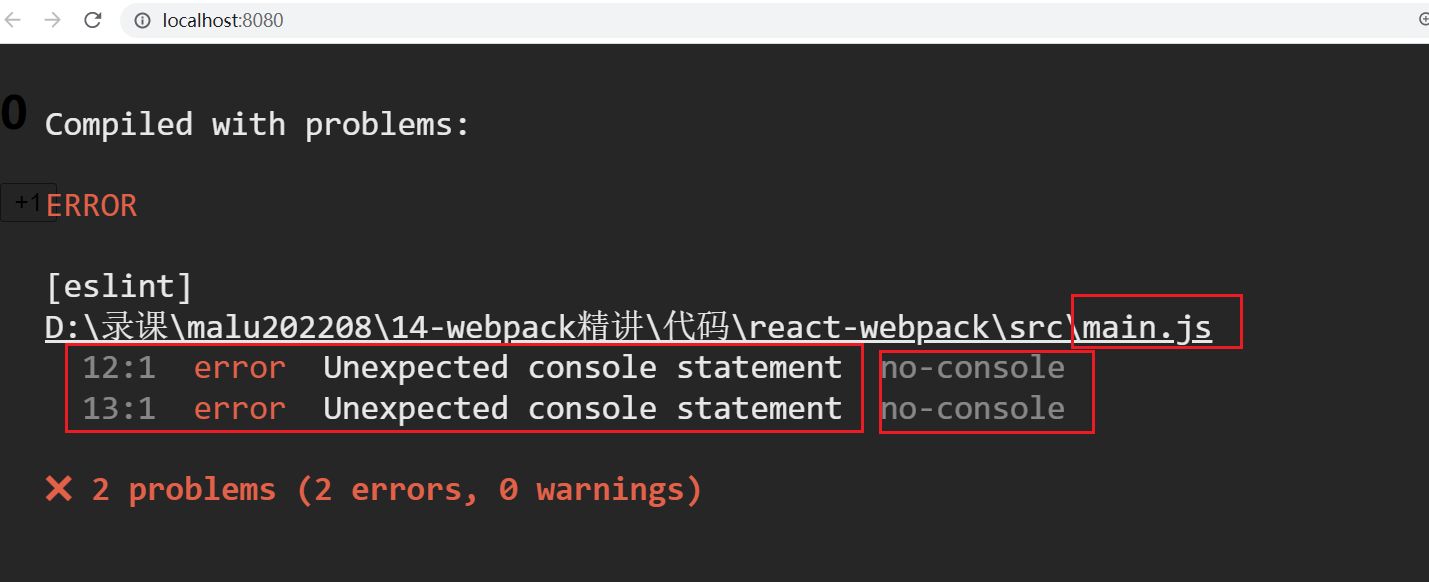 localhost:8080
0
Compiled with problems:
+1
ERROR
[eslint]
D:\录课\malu202208\14-webpack精讲\代码\react-webpack\src\main.js
12:1 error Unexpected console statement no-console
13:1 error Unexpected console statement no-console
❌ 2 problems (2 errors, 0 warnings)